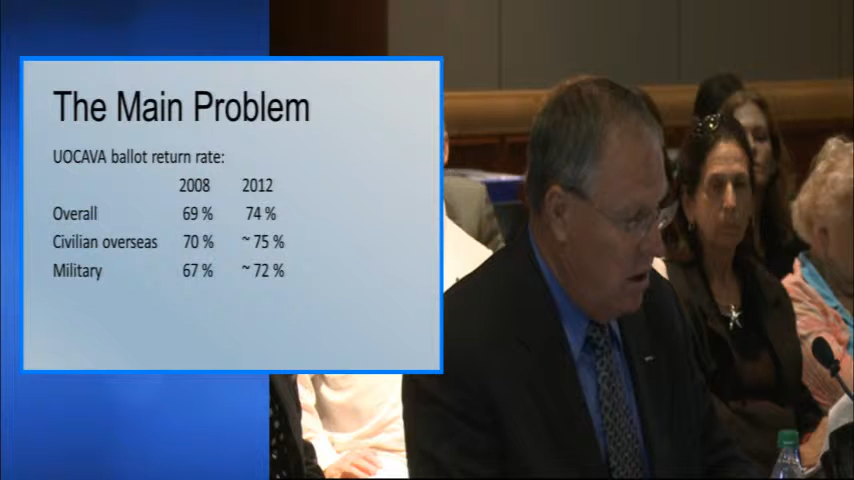 The Main Problem
UOCAVA ballot return rate:
2008 2012
Overall 69 % 74 %
Civilian overseas 70 % ~ 75 %
Military 67 % ~ 72 %